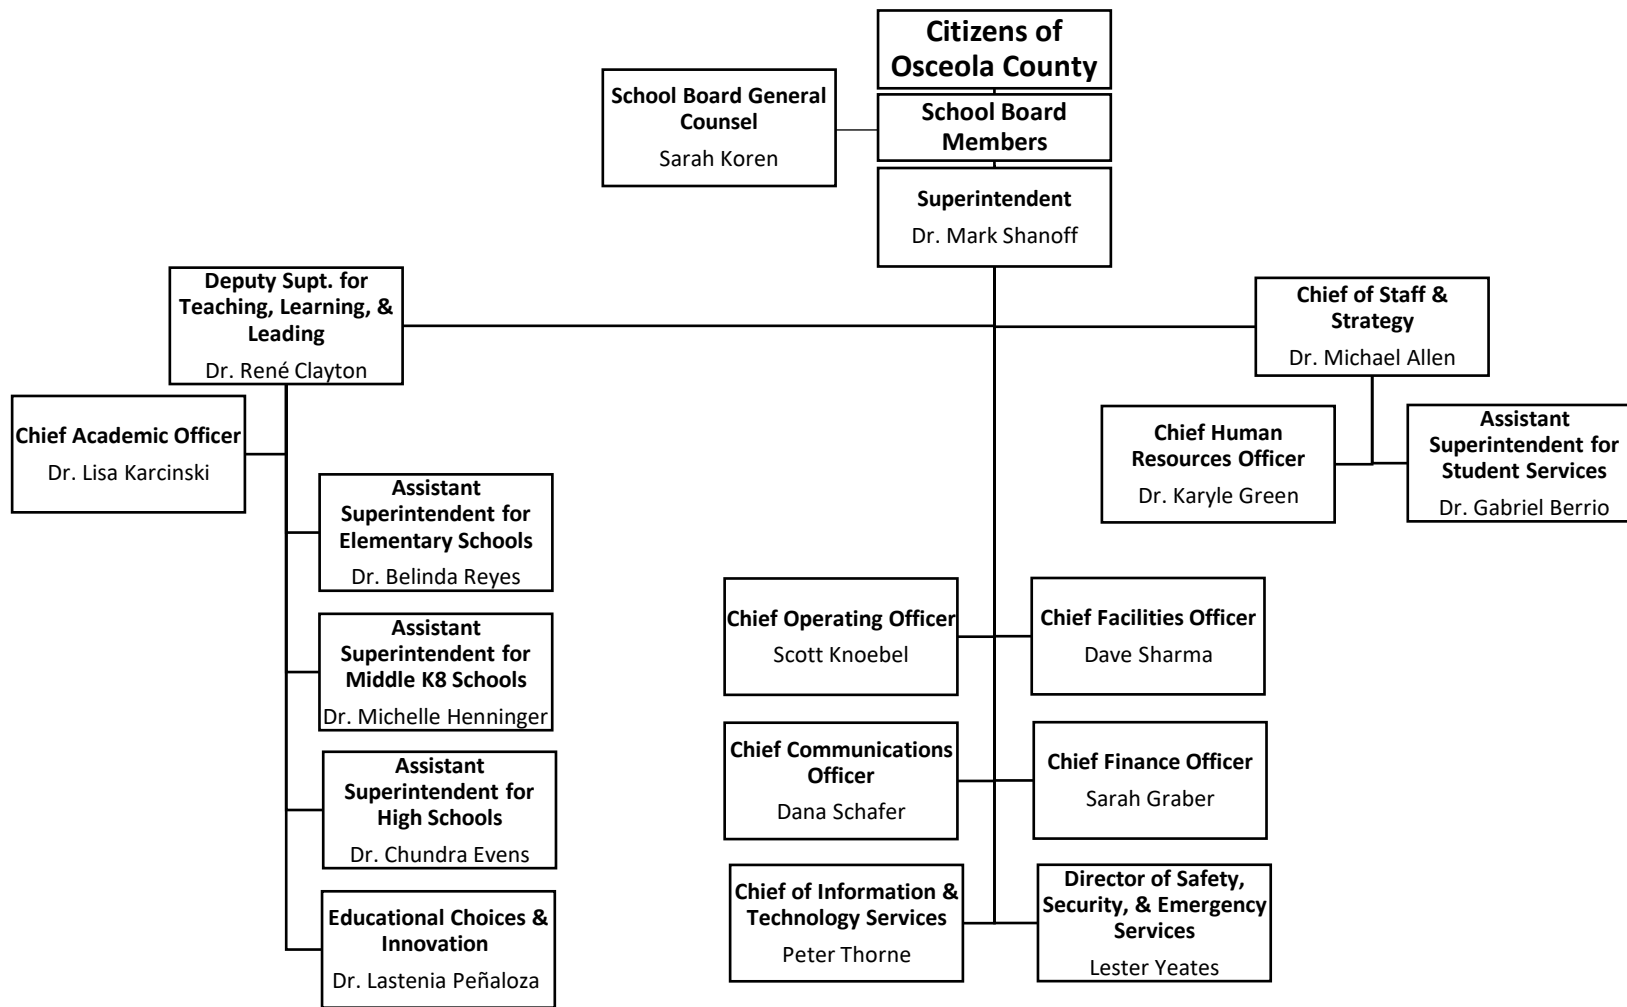 Citizens of
Osceola County
School Board General
Counsel
Sarah Koren
School Board
Members
Superintendent
Dr. Mark Shanoff
Deputy Supt. for
Teaching, Learning, &
Leading
Dr. René Clayton
Chief of Staff &
Strategy
Dr. Michael Allen
Chief Academic Officer
Dr. Lisa Karcinski
Chief Human
Resources Officer
Dr. Karyle Green
Assistant
Superintendent for
Student Services
Dr. Gabriel Berrio
Assistant
Superintendent for
Elementary Schools
Dr. Belinda Reyes
Assistant
Superintendent for
Middle K8 Schools
Dr. Michelle Henninger
Assistant
Superintendent for
High Schools
Dr. Chundra Evens
Educational Choices &
Innovation
Dr. Lastenia Peñaloza
Chief Operating Officer
Scott Knoebel
Chief Facilities Officer
Dave Sharma
Chief Communications
Officer
Dana Schafer
Chief Finance Officer
Sarah Graber
Chief of Information &
Technology Services
Peter Thorne
Director of Safety,
Security, & Emergency
Services
Lester Yeates